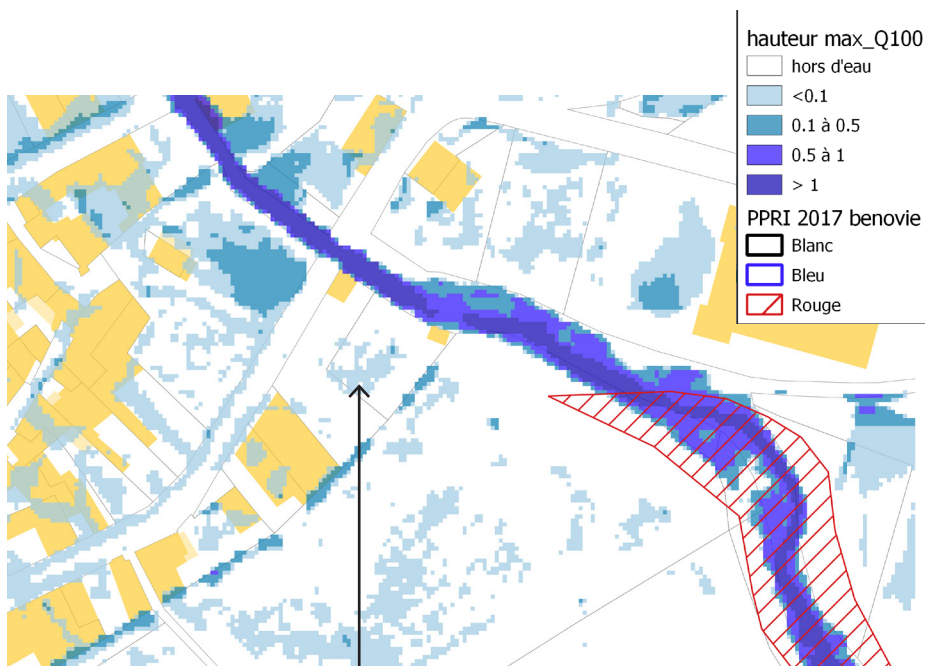 hauteur max_Q100
hors d'eau
<0.1
0.1 à 0.5
0.5 à 1
> 1
PPRI 2017 benovie
Blanc
Bleu
Rouge